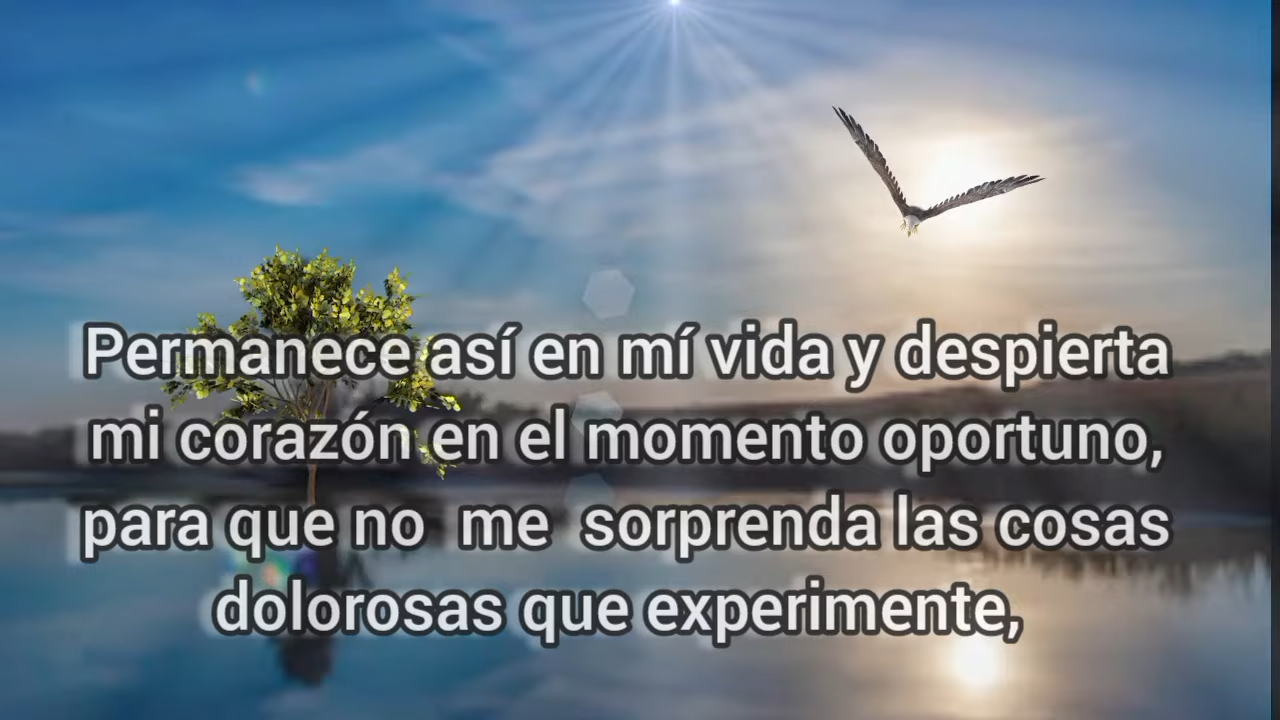 Permanece así en mí vida y despierta
mi corazón en el momento oportuno,
para que no me sorprenda las cosas
dolorosas que experimente,